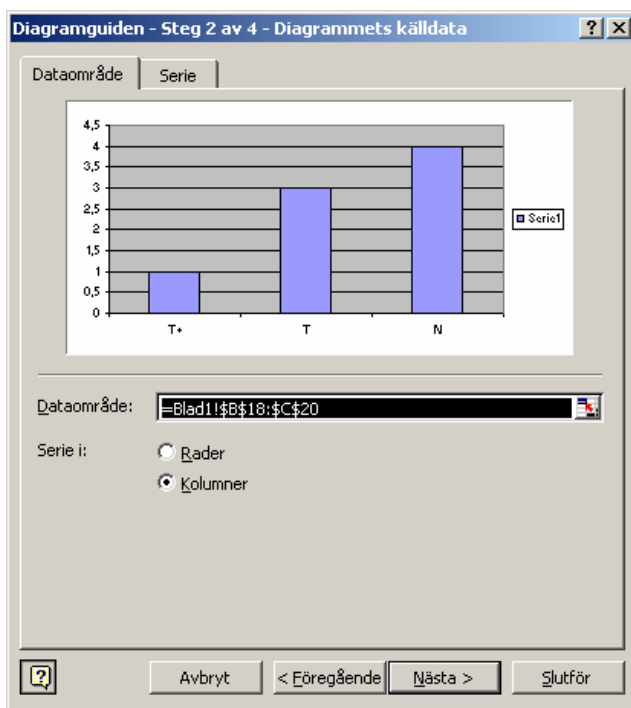 Diagramguiden - Steg 2 av 4 - Diagrammets källdata
Dataområde Serie
4,5
4
3,5
3
2,5
2
1,5
1
0,5
0
T+ T N
Serie1
Dataområde: =Blad1!$B$18:$C$20
Serie i: Rader
Kolumner
Avbryt < Föregående Nästa > Slutför